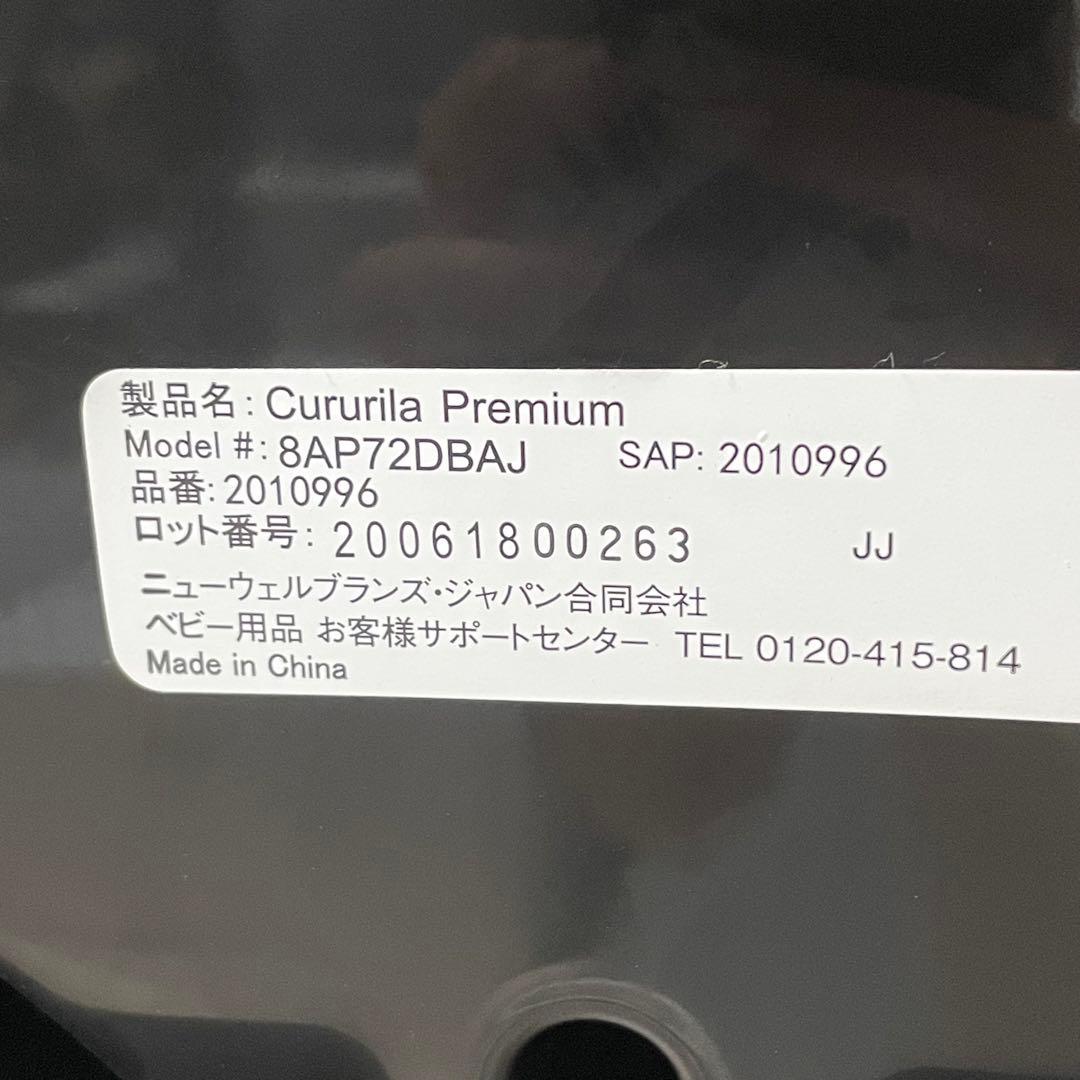 製品名: Cururila Premium
Model #: 8AP72DBAJ SAP: 2010996
品番: 2010996
ロット番号: 20061800263 JJ
ニューウェルブランズ・ジャパン合同会社
ベビー用品 お客様サポートセンター TEL 0120-415-814
Made in China